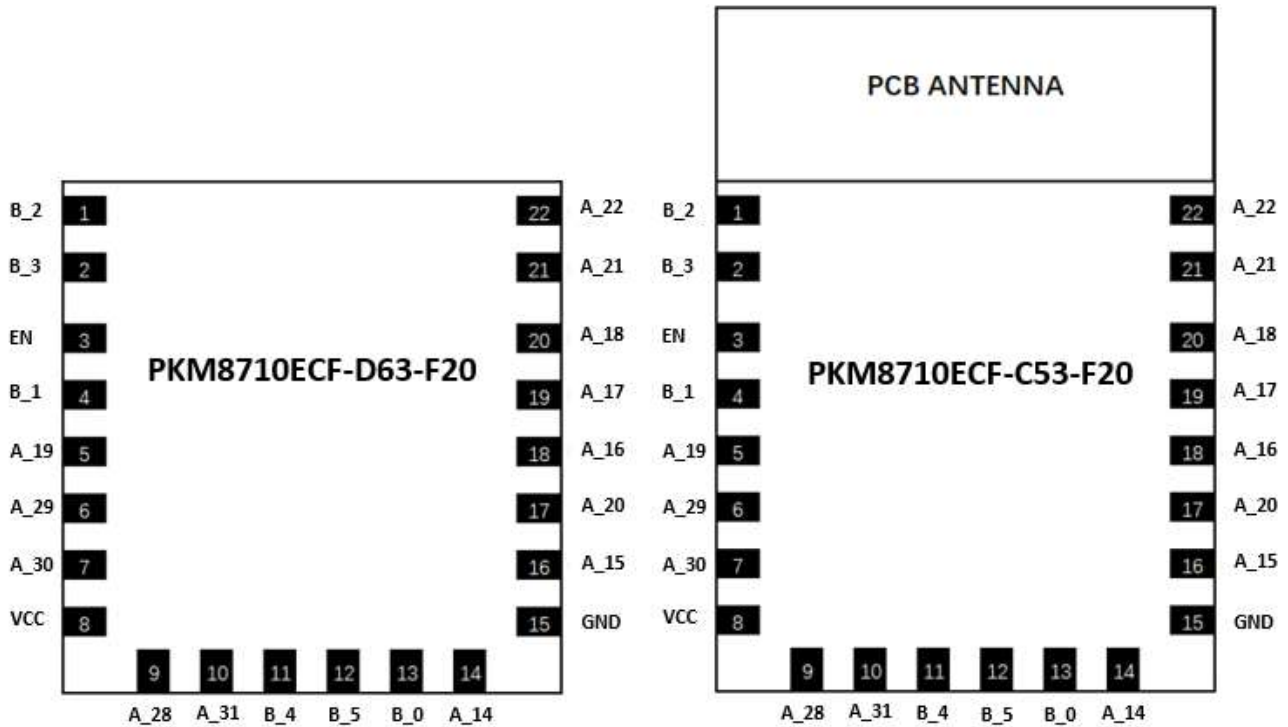 PCB ANTENNA
B_2 1 22 A_22 B_2 1 22 A_22
B_3 2 21 A_21 B_3 2 21 A_21
EN 3 20 A_18 EN 3 20 A_18
PKM8710ECF-D63-F20 PKM8710ECF-C53-F20
B_1 4 19 A_17 B_1 4 19 A_17
A_19 5 18 A_16 A_19 5 18 A_16
A_29 6 17 A_20 A_29 6 17 A_20
A_30 7 16 A_15 A_30 7 16 A_15
VCC 8 15 GND VCC 8 15 GND
9 10 11 12 13 14 9 10 11 12 13 14
A_28 A_31 B_4 B_5 B_0 A_14 A_28 A_31 B_4 B_5 B_0 A_14